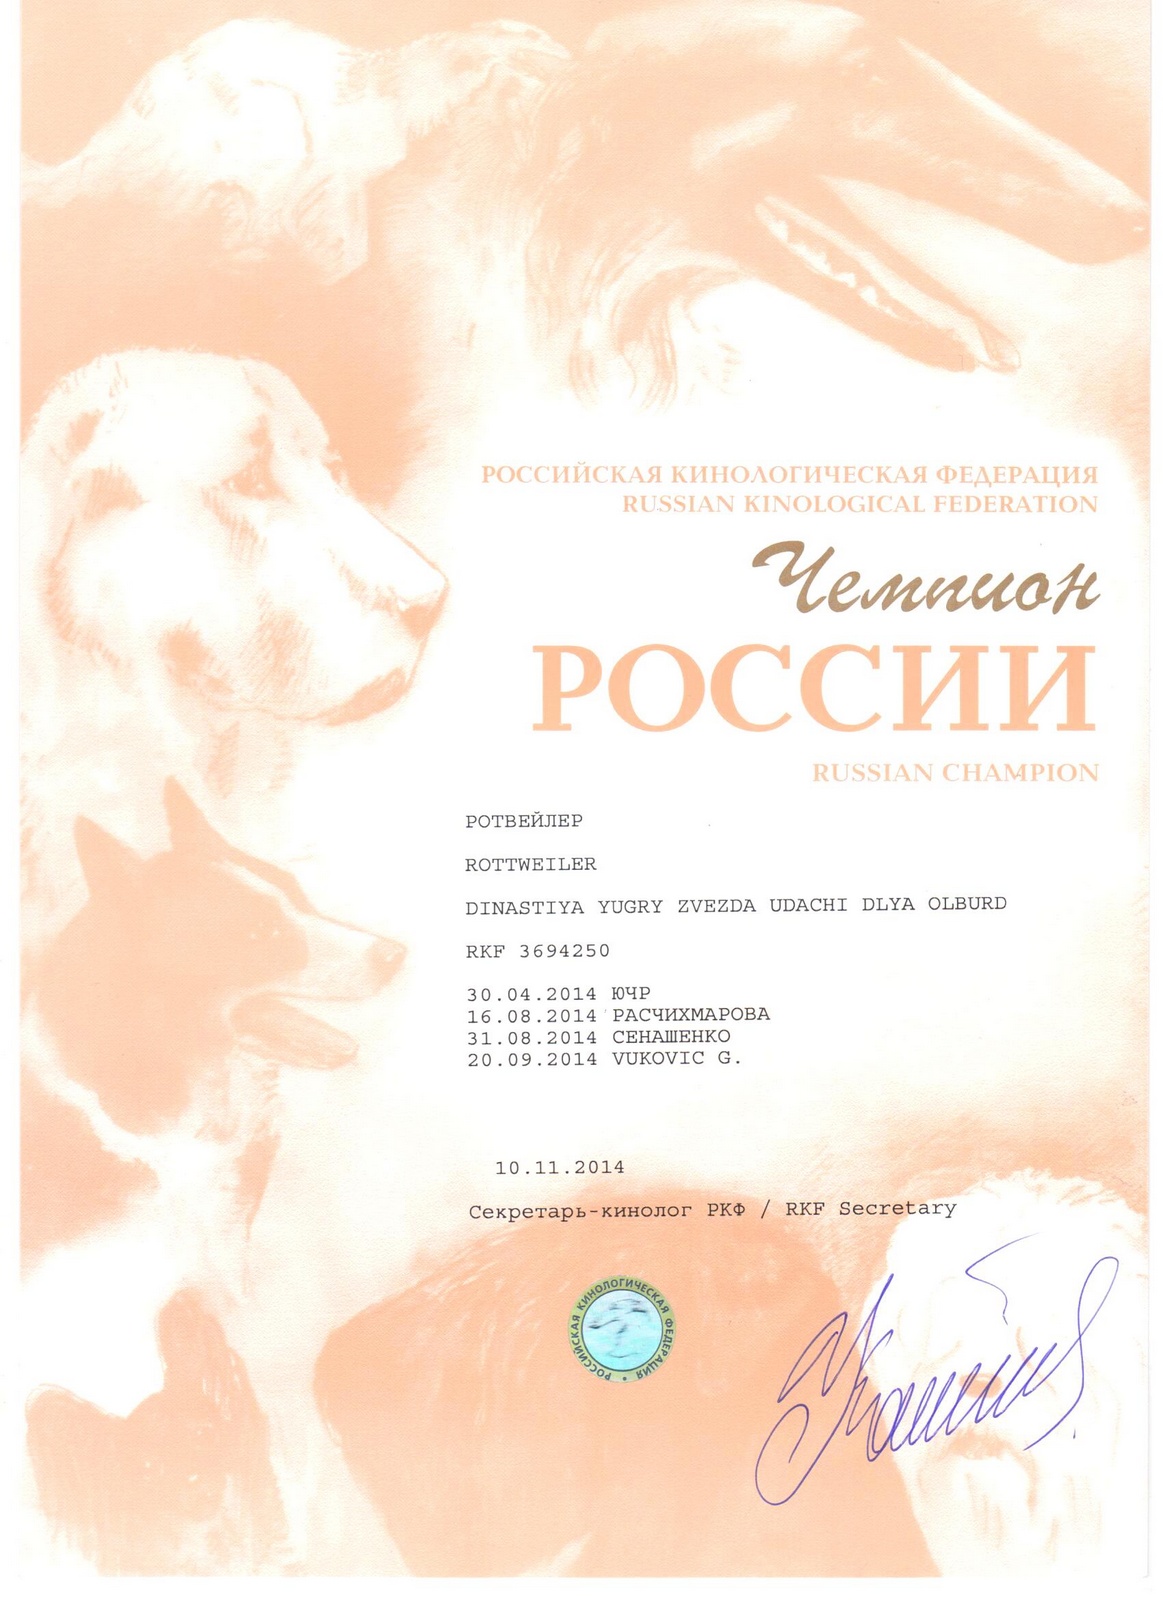 РОССИЙСКАЯ КИНОЛОГИЧЕСКАЯ ФЕДЕРАЦИЯ
RUSSIAN KINOLOGICAL FEDERATION
Чемпион
РОССИИ
RUSSIAN CHAMPION
РОТВЕЙЛЕР
ROTTWEILER
DINASTIYA YUGRY ZVEZDA UDACHI DLYA OLBURD
RKF 3694250
30.04.2014 ЮЧР
16.08.2014 РАСЧИХМАРОВА
31.08.2014 СЕНАШЕНКО
20.09.2014 VUKOVIC G.
10.11.2014
Секретарь-кинолог РКФ / RKF Secretary
РОССИЙСКАЯ КИНОЛОГИЧЕСКАЯ ФЕДЕРАЦИЯ